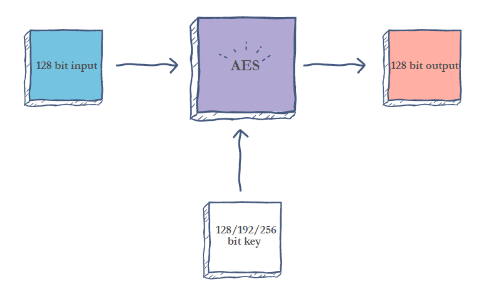 128 bit input
AES
128 bit output
128/192/256
bit key